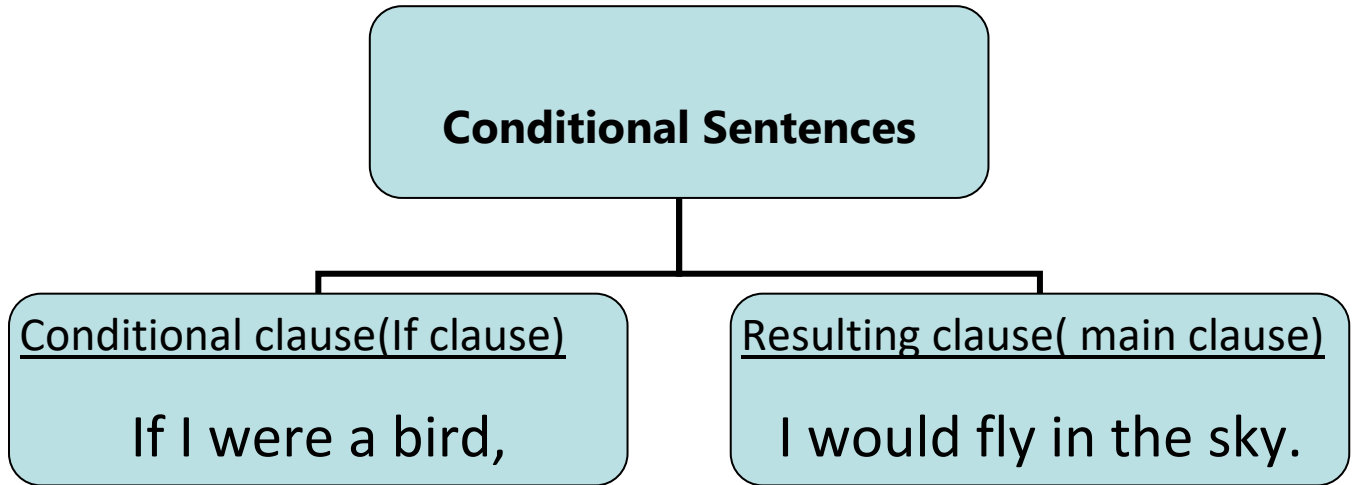 Conditional Sentences
Conditional clause(If clause)
If I were a bird,
Resulting clause( main clause)
I would fly in the sky.